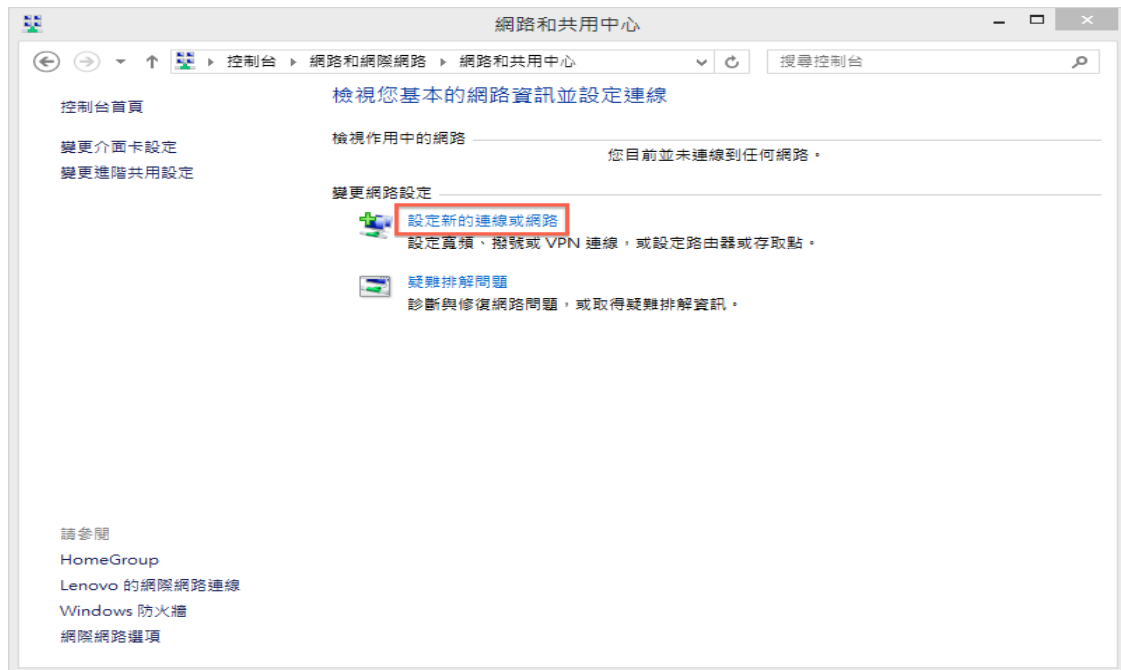 網路和共用中心
控制台 網路和網際網路 網路和共用中心 搜尋控制台
控制台首頁
變更介面卡設定
變更進階共用設定
檢視您基本的網路資訊並設定連線
檢視作用中的網路
您目前並未連線到任何網路。
變更網路設定
設定新的連線或網路
設定寬頻、撥號或 VPN 連線，或設定路由器或存取點。
疑難排解問題
診斷與修復網路問題，或取得疑難排解資訊。
請參閱
HomeGroup
Lenovo 的網際網路連線
Windows 防火牆
網際網路選項